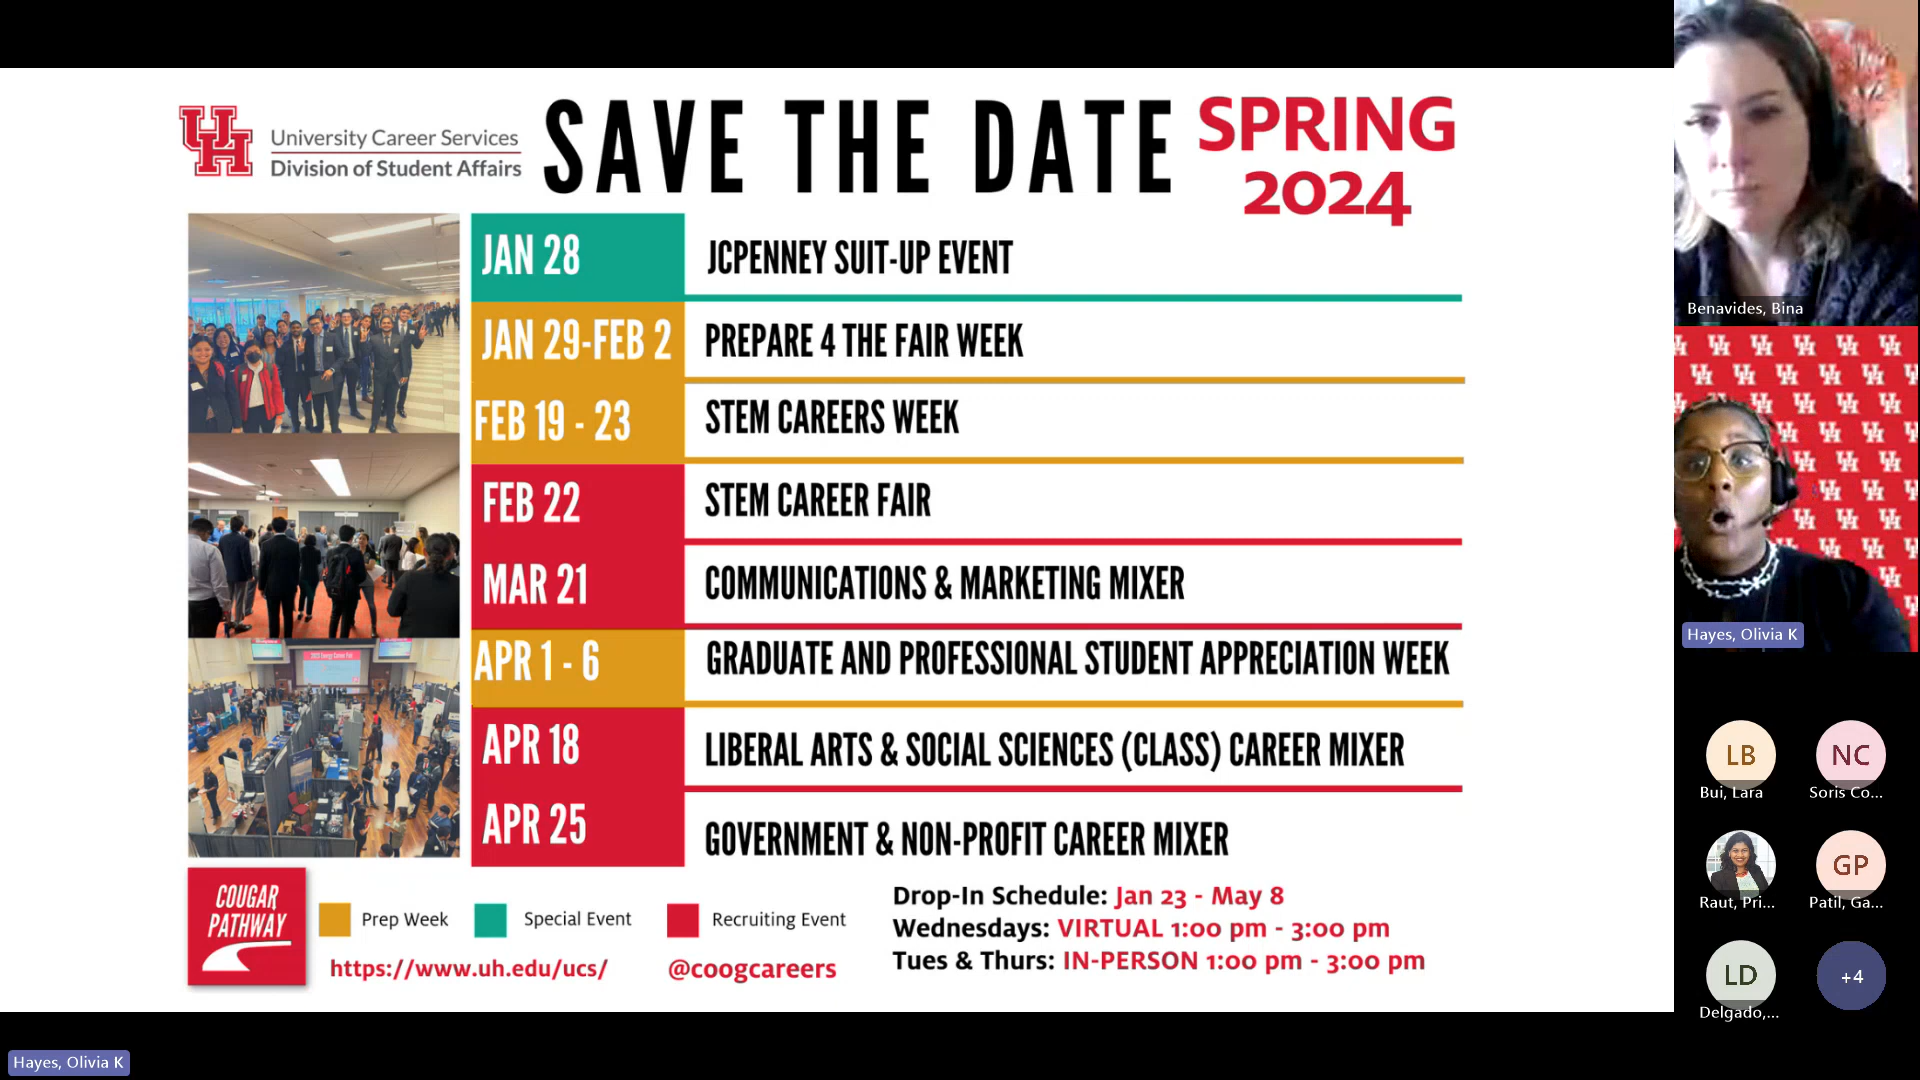 University Career Services
Division of Student Affairs
SAVE THE DATE
SPRING
2024
JAN 28
JCPENNEY SUIT-UP EVENT
JAN 29-FEB 2
PREPARE 4 THE FAIR WEEK
FEB 19 - 23
STEM CAREERS WEEK
FEB 22
STEM CAREER FAIR
MAR 21
COMMUNICATIONS & MARKETING MIXER
APR 1 - 6
GRADUATE AND PROFESSIONAL STUDENT APPRECIATION WEEK
APR 18
LIBERAL ARTS & SOCIAL SCIENCES (CLASS) CAREER MIXER
APR 25
GOVERNMENT & NON-PROFIT CAREER MIXER
COUGAR
PATHWAY
Prep Week
Special Event
Recruiting Event
https://www.uh.edu/ucs/
@coogcareers
Drop-In Schedule: Jan 23 - May 8
Wednesdays: VIRTUAL 1:00 pm - 3:00 pm
Tues & Thurs: IN-PERSON 1:00 pm - 3:00 pm
Benavides, Bina
Hayes, Olivia K
LB
Bui, Lara
NC
Soris Co...
Raut, Pri...
GP
Patil, Ga...
LD
Delgado,...
+4
Hayes, Olivia K